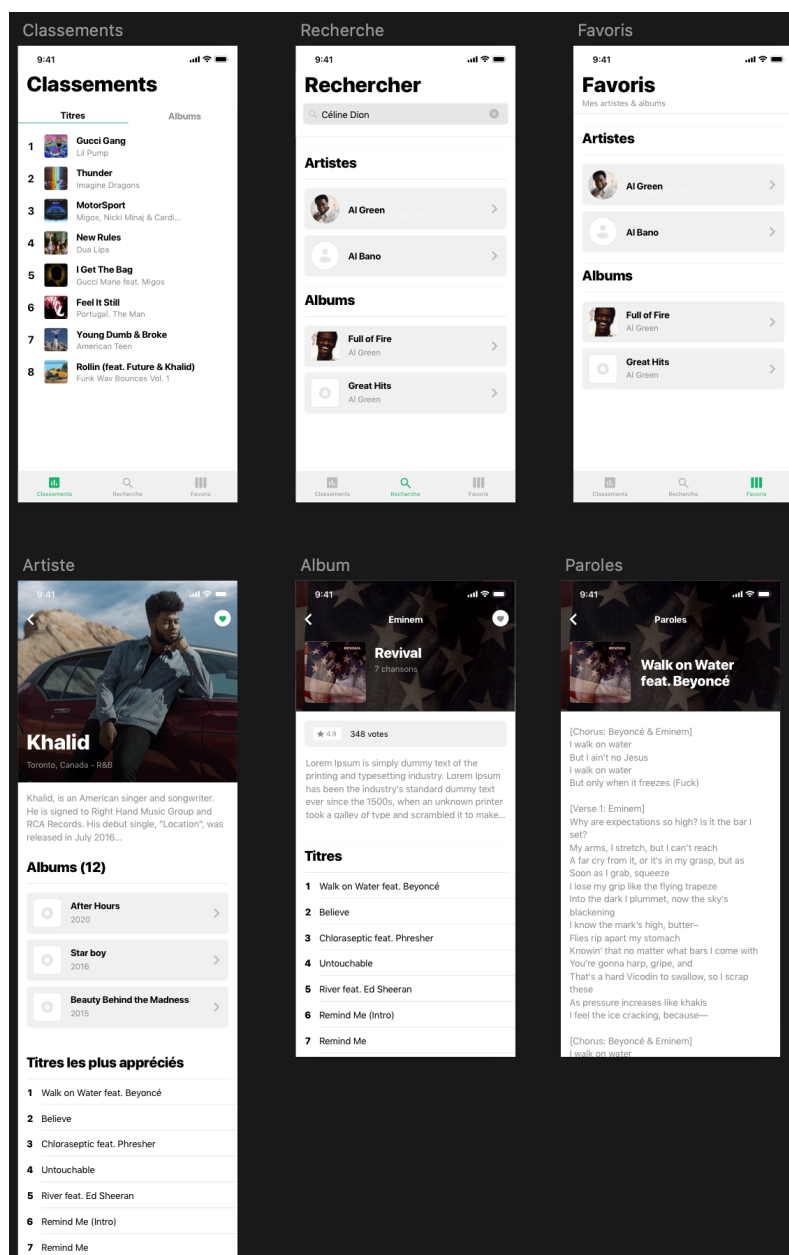 Classements
9:41
Classements
Titres
Albums
1
Gucci Gang
Lil Pump
2
Thunder
Imagine Dragons
3
MotorSport
Migos, Nicki Minaj & Cardi...
4
New Rules
Dua Lipa
5
I Get The Bag
Gucci Mane feat. Migos
6
Feel It Still
Portugal. The Man
7
Young Dumb & Broke
American Teen
8
Rollin (feat. Future & Khalid)
Funk Wav Bounces Vol. 1
Classements
Recherche
Favoris
Recherche
9:41
Rechercher
Céline Dion
Artistes
Al Green
Al Bano
Albums
Full of Fire
Al Green
Great Hits
Al Green
Classements
Recherche
Favoris
Favoris
9:41
Favoris
Mes artistes & albums
Artistes
Al Green
Al Bano
Albums
Full of Fire
Al Green
Great Hits
Al Green
Classements
Recherche
Favoris
Artiste
9:41
Khalid
Toronto, Canada - R&B
Khalid, is an American singer and songwriter.
He is signed to Right Hand Music Group and
RCA Records. His debut single, "Location", was
released in July 2016...
Albums (12)
After Hours
2020
Star boy
2016
Beauty Behind the Madness
2015
Titres les plus appréciés
1 Walk on Water feat. Beyoncé
2 Believe
3 Chloraseptic feat. Phresher
4 Untouchable
5 River feat. Ed Sheeran
6 Remind Me (Intro)
7 Remind Me
Album
9:41
Eminem
REVIVAL
Revival
7 chansons
4.9 348 votes
Lorem Ipsum is simply dummy text of the
printing and typesetting industry. Lorem Ipsum
has been the industry's standard dummy text
ever since the 1500s, when an unknown printer
took a galley of type and scrambled it to make...
Titres
1 Walk on Water feat. Beyoncé
2 Believe
3 Chloraseptic feat. Phresher
4 Untouchable
5 River feat. Ed Sheeran
6 Remind Me (Intro)
7 Remind Me
Paroles
9:41
Paroles
REVIVAL
Walk on Water
feat. Beyoncé
[Chorus: Beyoncé & Eminem]
I walk on water
But I ain't no Jesus
I walk on water
But only when it freezes (Fuck)
[Verse 1: Eminem]
Why are expectations so high? Is it the bar I
set?
My arms, I stretch, but I can't reach
A far cry from it, or it's in my grasp, but as
Soon as I grab, squeeze
I lose my grip like the flying trapeze
Into the dark I plummet, now the sky's
blackening
I know the mark's high, butter–
Flies rip apart my stomach
Knowin' that no matter what bars I come with
You're gonna harp, gripe, and
That's a hard Vicodin to swallow, so I scrap
these
As pressure increases like khakis
I feel the ice cracking, because—
[Chorus: Beyoncé & Eminem]
I walk on water